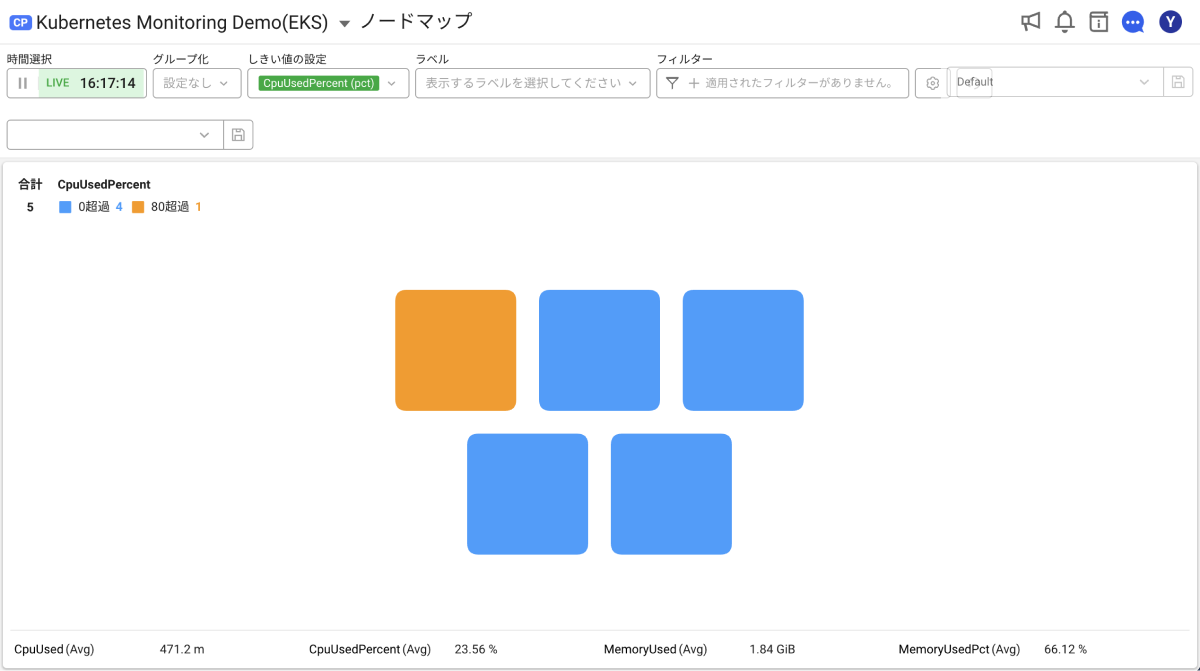 CP Kubernetes Monitoring Demo(EKS) ノードマップ
Y
時間選択 グループ化 しきい値の設定 ラベル フィルター
LIVE 16:17:14 設定なし CpuUsedPercent (pct) 表示するラベルを選択してください 適用されたフィルターがありません。 Default
合計 CpuUsedPercent
5 0超過 4 80超過 1
CpuUsed (Avg) 471.2 m CpuUsedPercent (Avg) 23.56 % MemoryUsed (Avg) 1.84 GiB MemoryUsedPct (Avg) 66.12 %